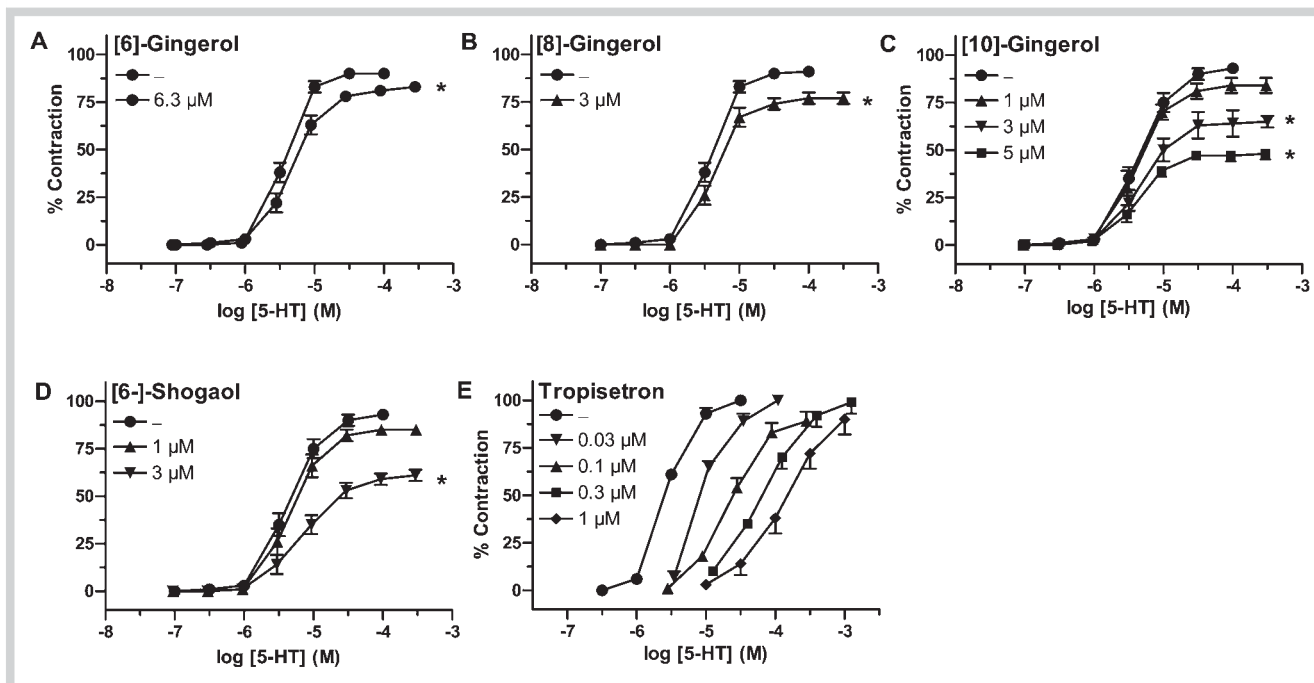 A
[6]-Gingerol
–
6.3 µM
100
75
50
25
0
% Contraction
*
-8 -7 -6 -5 -4 -3
log [5-HT] (M)
B
[8]-Gingerol
–
3 µM
100
75
50
25
0
% Contraction
*
-8 -7 -6 -5 -4 -3
log [5-HT] (M)
C
[10]-Gingerol
–
1 µM
3 µM
5 µM
100
75
50
25
0
% Contraction
*
*
-8 -7 -6 -5 -4 -3
log [5-HT] (M)
D
[6-]-Shogaol
–
1 µM
3 µM
100
75
50
25
0
% Contraction
*
-8 -7 -6 -5 -4 -3
log [5-HT] (M)
E
Tropisetron
–
0.03 µM
0.1 µM
0.3 µM
1 µM
100
75
50
25
0
% Contraction
-7 -6 -5 -4 -3
log [5-HT] (M)